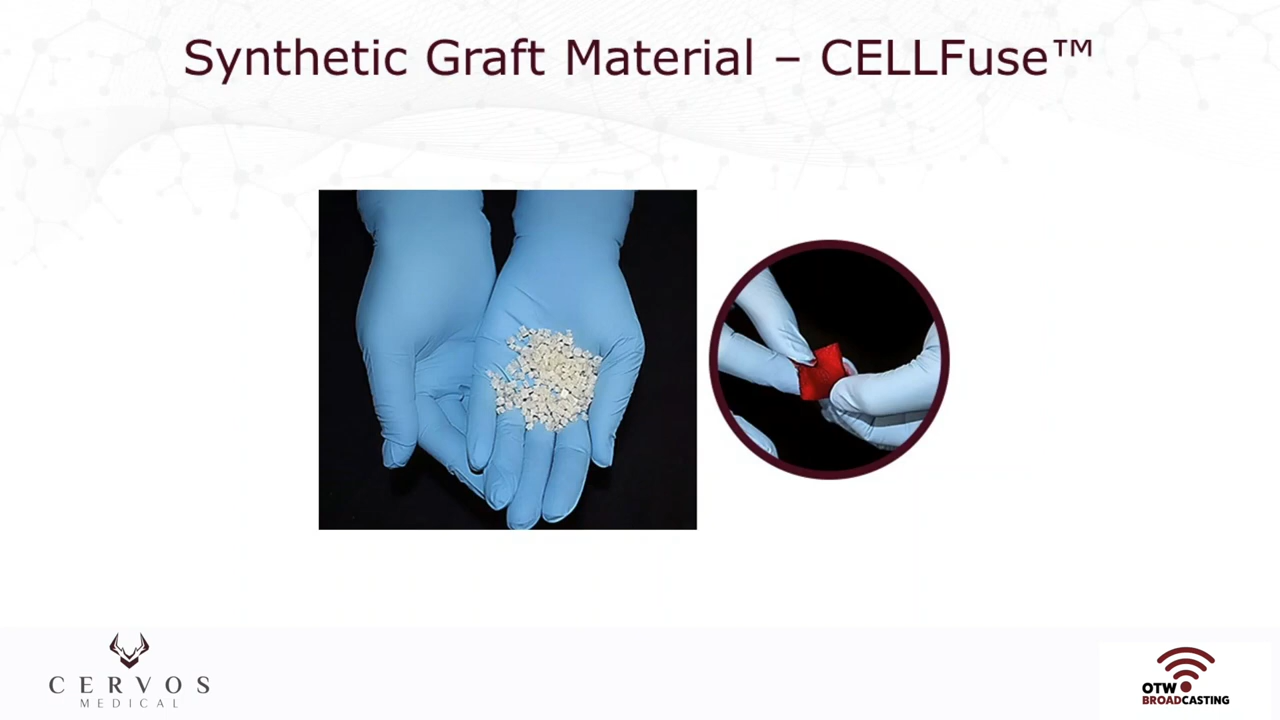 Synthetic Graft Material – CELLFuse™
CERVOS
MEDICAL
OTW
BROADCASTING